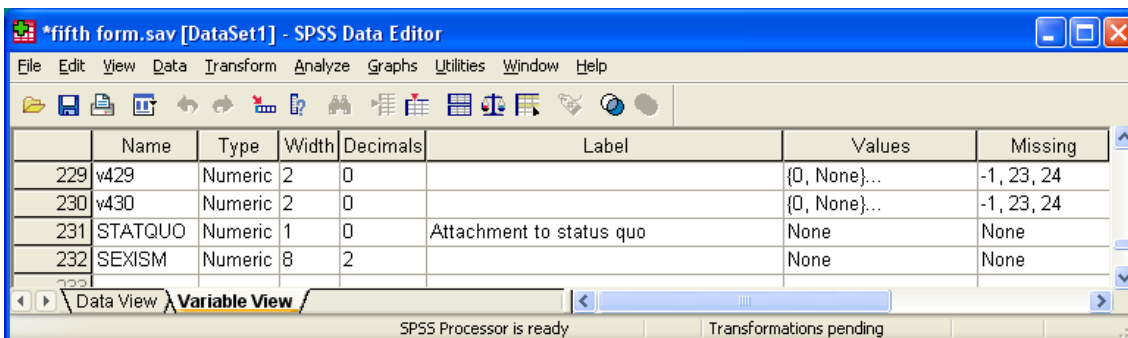 *fifth form.sav [DataSet1] - SPSS Data Editor
File Edit View Data Transform Analyze Graphs Utilities Window Help
Name Type Width Decimals Label Values Missing
229 v429 Numeric 2 0 {0, None}... -1, 23, 24
230 v430 Numeric 2 0 {0, None}... -1, 23, 24
231 STATQUO Numeric 1 0 Attachment to status quo None None
232 SEXISM Numeric 8 2 None None
Data View Variable View
SPSS Processor is ready Transformations pending